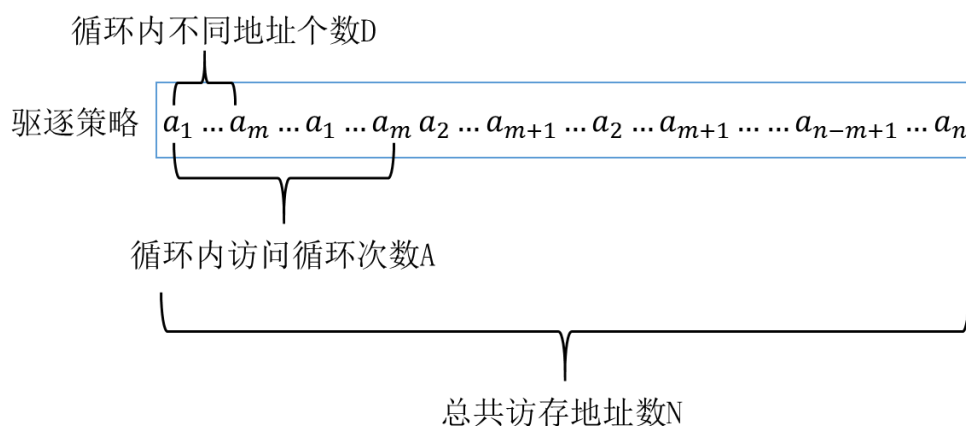 循环内不同地址个数D
驱逐策略 a₁ … aₘ … a₁ … aₘ a₂ … aₘ₊₁ … a₂ … aₘ₊₁ … … aₙ₋ₘ₊₁ … aₙ
循环内访问循环次数A
总共访存地址数N